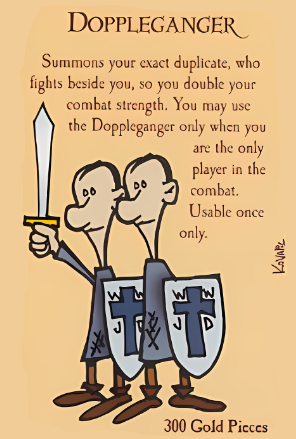 DOPPLEGANGER
Summons your exact duplicate, who
fights beside you, so you double your
combat strength. You may use
the Doppleganger only when you
are the only
player in the
combat.
Usable once
only.
KOVALIC
W W
J D
W W
J D
300 Gold Pieces